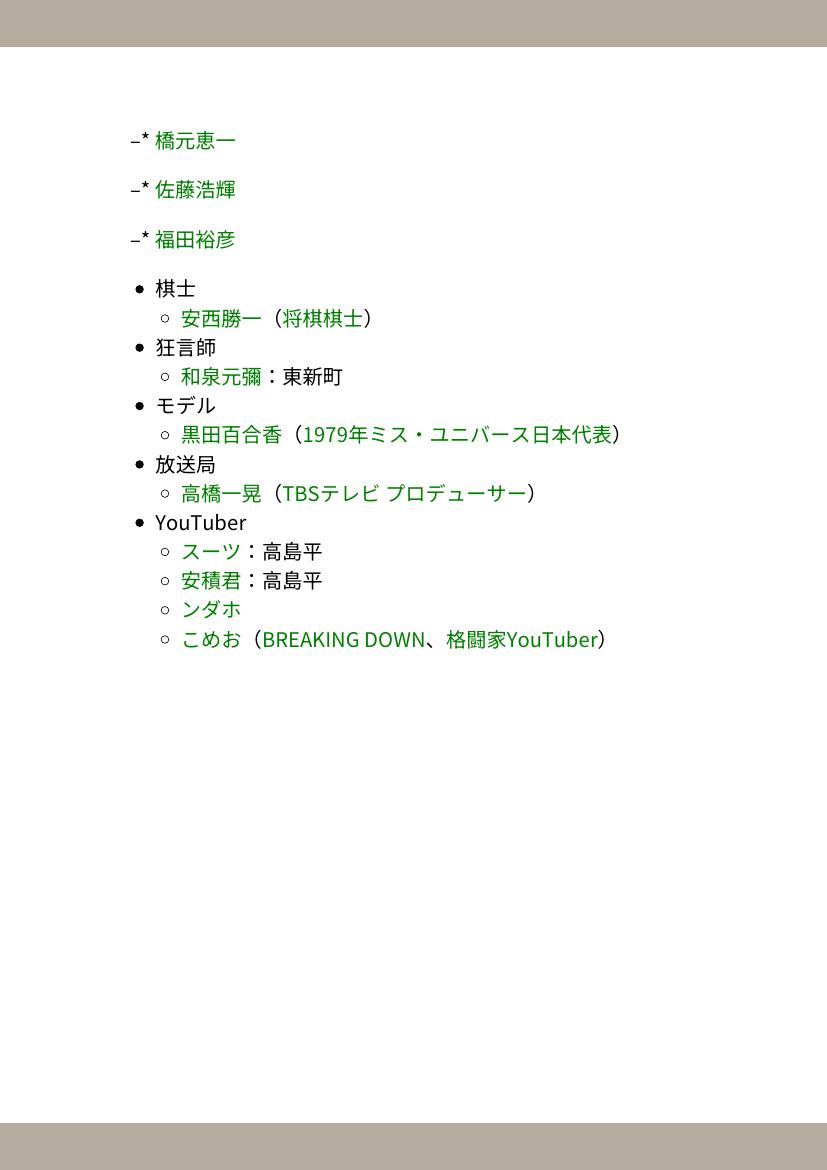 –* 橋元恵一
–* 佐藤浩輝
–* 福田裕彦
• 棋士
◦ 安西勝一（将棋棋士）
• 狂言師
◦ 和泉元彌：東新町
• モデル
◦ 黒田百合香（1979年ミス・ユニバース日本代表）
• 放送局
◦ 高橋一晃（TBSテレビ プロデューサー）
• YouTuber
◦ スーツ：高島平
◦ 安積君：高島平
◦ ンダホ
◦ こめお（BREAKING DOWN、格闘家YouTuber）